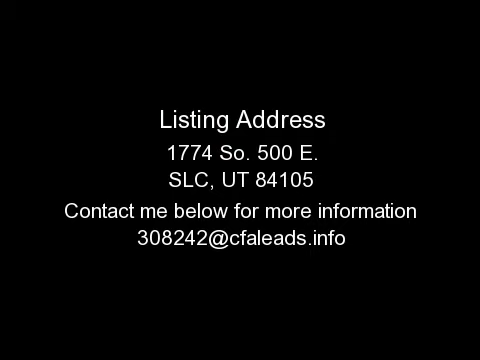 Listing Address
1774 So. 500 E.
SLC, UT 84105
Contact me below for more information
308242@cfaleads.info